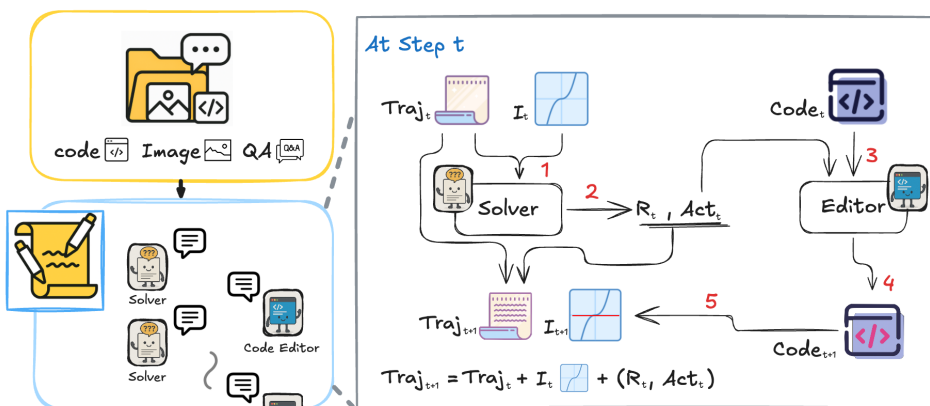 code Image QA Q&A
Solver
Solver
Code Editor
At Step t
Traj_t I_t Code_t
1
3
???
Solver
2
R_t , Act_t
Editor
4
5
Traj_t+1 I_t+1
Code_t+1
Traj_t+1 = Traj_t + I_t + (R_t, Act_t)